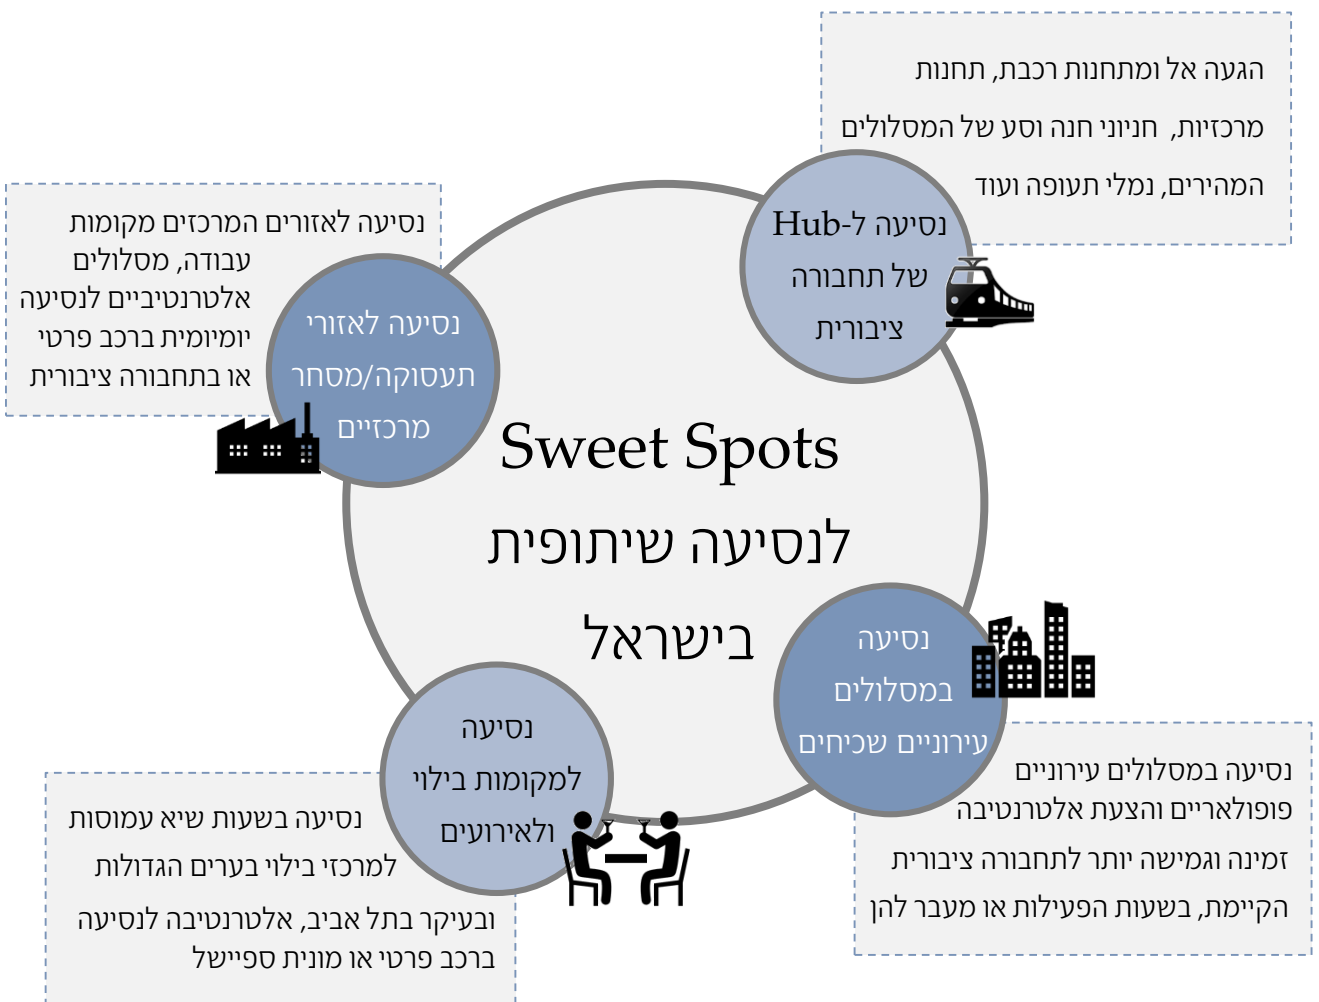 הגעה אל ומתחנות רכבת, תחנות
מרכזיות, חניוני חנה וסע של המסלולים
המהירים, נמלי תעופה ועוד
נסיעה ל-Hub
של תחבורה
ציבורית
נסיעה לאזורים המרכזים מקומות
עבודה, מסלולים
אלטרנטיביים לנסיעה
יומיומית ברכב פרטי
או בתחבורה ציבורית
נסיעה לאזורי
תעסוקה/מסחר
מרכזיים
Sweet Spots
לנסיעה שיתופית
בישראל
נסיעה
במסלולים
עירוניים שכיחים
נסיעה במסלולים עירוניים
פופולאריים והצעת אלטרנטיבה
זמינה וגמישה יותר לתחבורה ציבורית
הקיימת, בשעות הפעילות או מעבר להן
נסיעה
למקומות בילוי
ולאירועים
נסיעה בשעות שיא עמוסות
למרכזי בילוי בערים הגדולות
ובעיקר בתל אביב, אלטרנטיבה לנסיעה
ברכב פרטי או מונית ספיישל